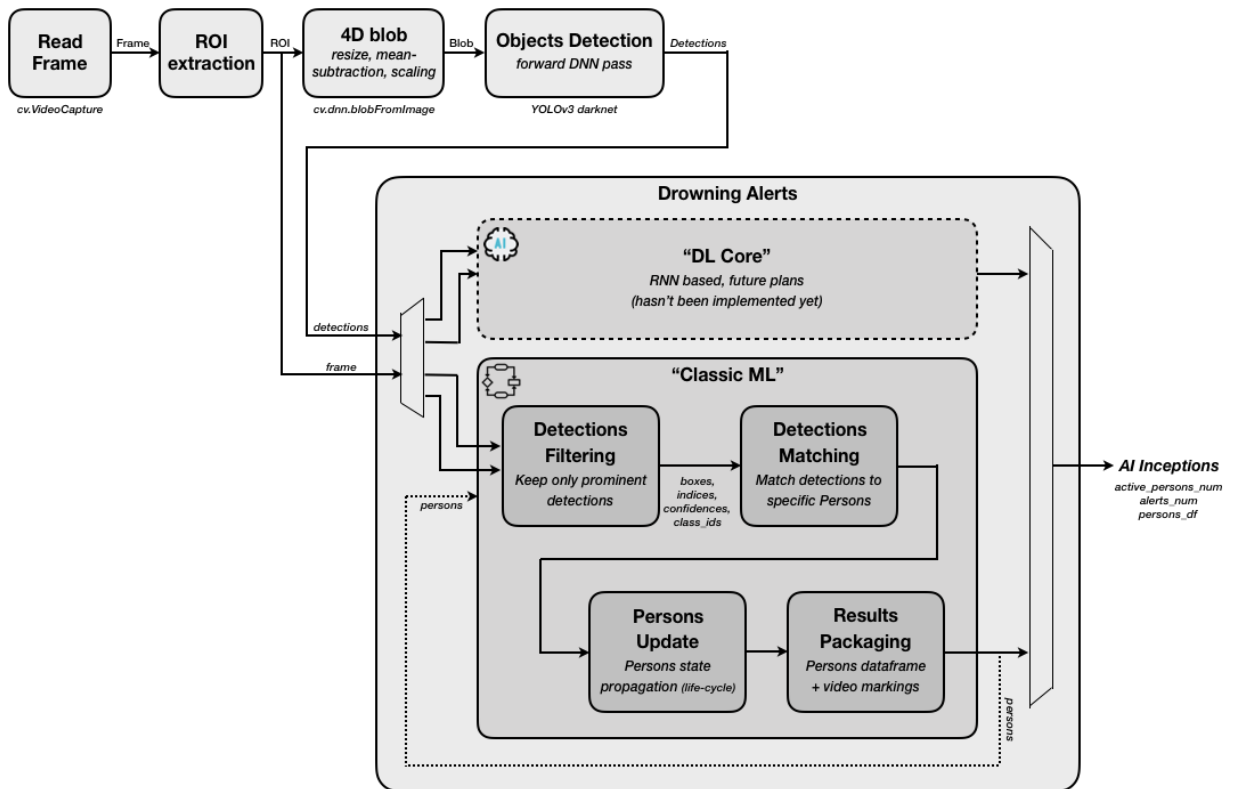 Read
Frame
cv.VideoCapture
Frame
ROI
extraction
ROI
4D blob
resize, mean-
subtraction, scaling
cv.dnn.blobFromImage
Blob
Objects Detection
forward DNN pass
YOLOv3 darknet
Detections
Drowning Alerts
AI
“DL Core”
RNN based, future plans
(hasn’t been implemented yet)
detections
frame
“Classic ML”
Detections
Filtering
Keep only prominent
detections
boxes,
indices,
confidences,
class_ids
Detections
Matching
Match detections to
specific Persons
persons
Persons
Update
Persons state
propagation (life-cycle)
Results
Packaging
Persons dataframe
+ video markings
persons
AI Inceptions
active_persons_num
alerts_num
persons_df